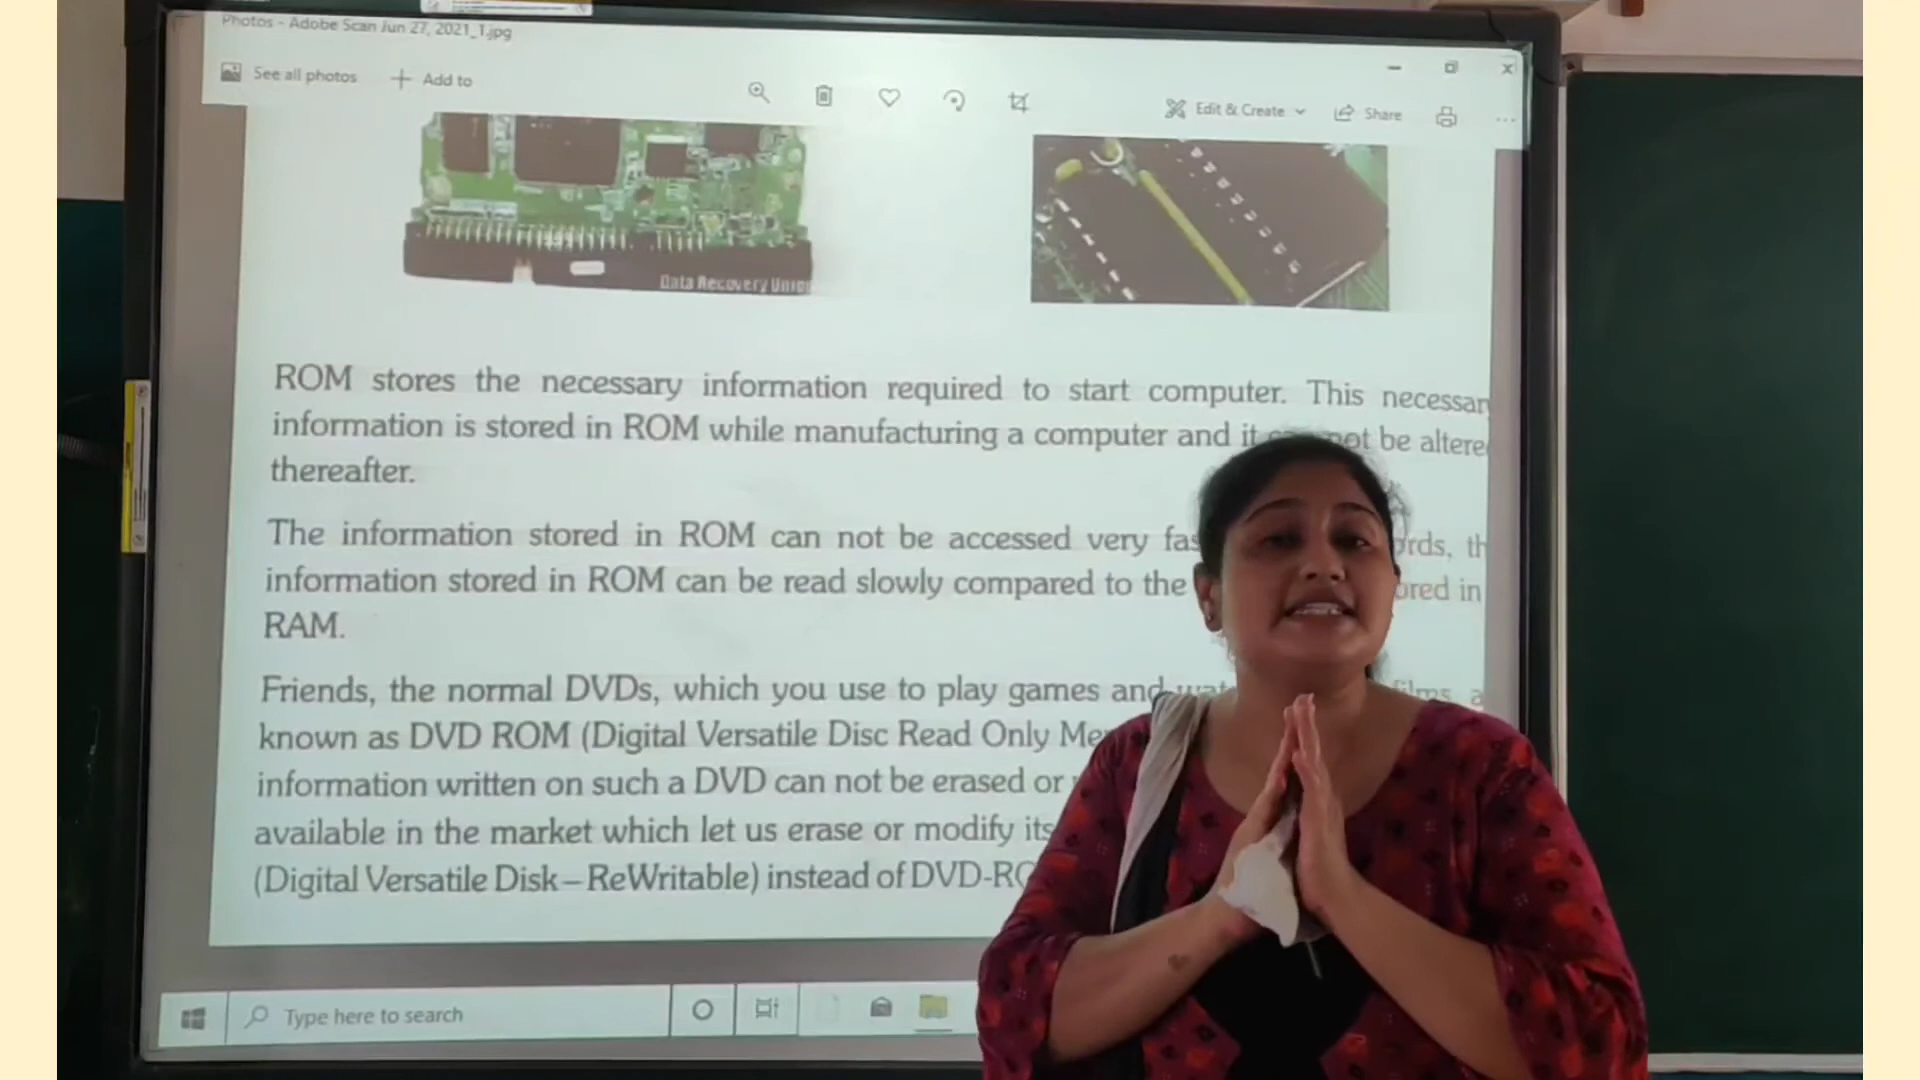 Photos - Adobe Scan Jun 27, 2021_1.jpg
See all photos + Add to
Edit & Create Share
Data Recovery Union
ROM stores the necessary information required to start computer. This necessar
information is stored in ROM while manufacturing a computer and it not be altere
thereafter.
The information stored in ROM can not be accessed very fas rds, th
information stored in ROM can be read slowly compared to the ored in
RAM.
Friends, the normal DVDs, which you use to play games and films, a
known as DVD ROM (Digital Versatile Disc Read Only Me
information written on such a DVD can not be erased or
available in the market which let us erase or modify its
(Digital Versatile Disk – ReWritable) instead of DVD-RO
Type here to search